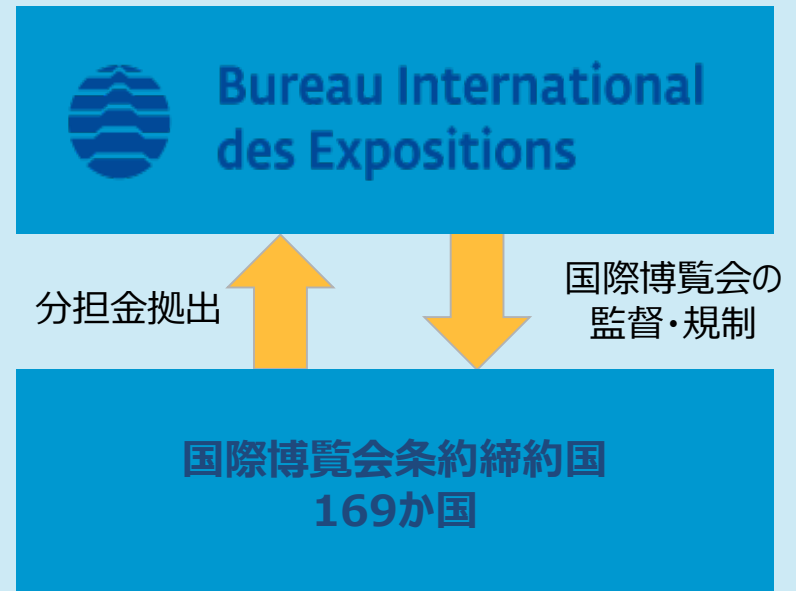 Bureau International
des Expositions
分担金拠出
国際博覧会の
監督・規制
国際博覧会条約締約国
169か国